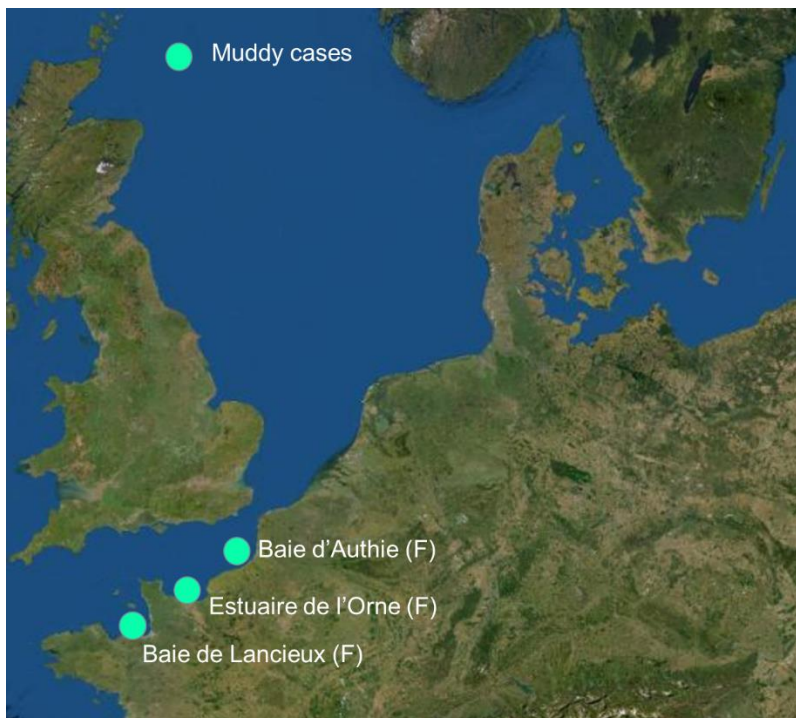 Muddy cases
Baie d’Authie (F)
Estuaire de l’Orne (F)
Baie de Lancieux (F)